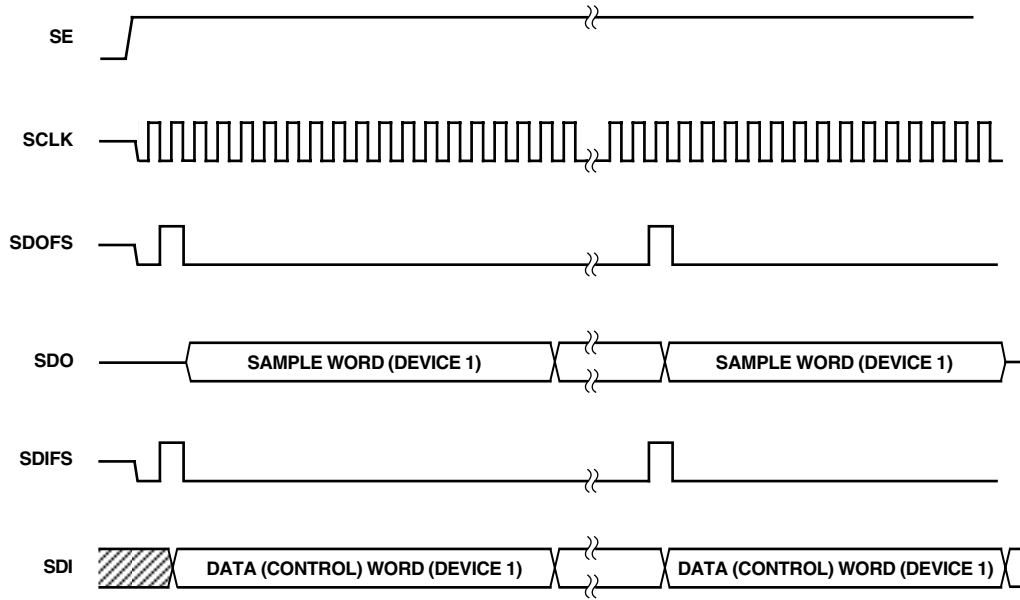 SE
SCLK
SDOFS
SDO
SAMPLE WORD (DEVICE 1)
SAMPLE WORD (DEVICE 1)
SDIFS
SDI
DATA (CONTROL) WORD (DEVICE 1)
DATA (CONTROL) WORD (DEVICE 1)